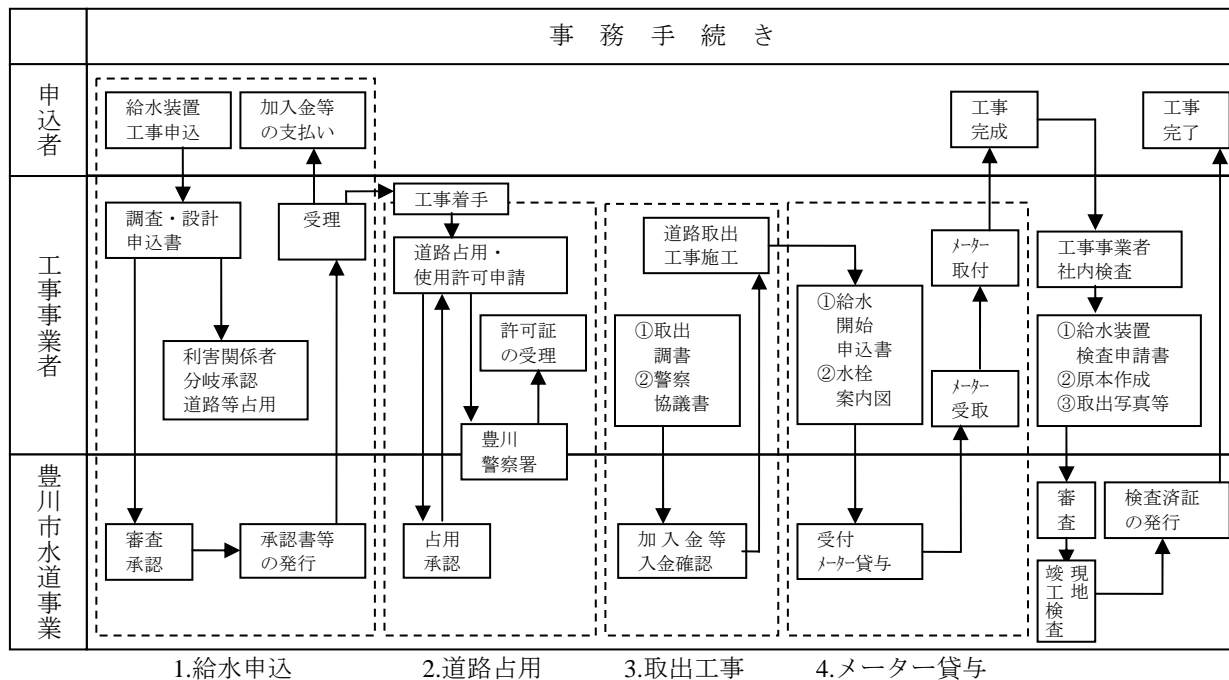 事 務 手 続 き
申込者
給水装置
工事申込
加入金等
の支払い
工事
完成
工事
完了
工事事業者
調査・設計
申込書
受理
工事着手
利害関係者
分岐承認
道路等占用
道路占用・
使用許可申請
許可証
の受理
豊川
警察署
道路取出
工事施工
①取出
調書
②警察
協議書
①給水
開始
申込書
②水栓
案内図
メーター
取付
メーター
受取
工事事業者
社内検査
①給水装置
検査申請書
②原本作成
③取出写真等
豊川市水道事業
審査
承認
承認書等
の発行
占用
承認
加入金等
入金確認
受付
メーター貸与
審
査
現地
竣工検査
検査済証
の発行
1.給水申込
2.道路占用
3.取出工事
4.メーター貸与